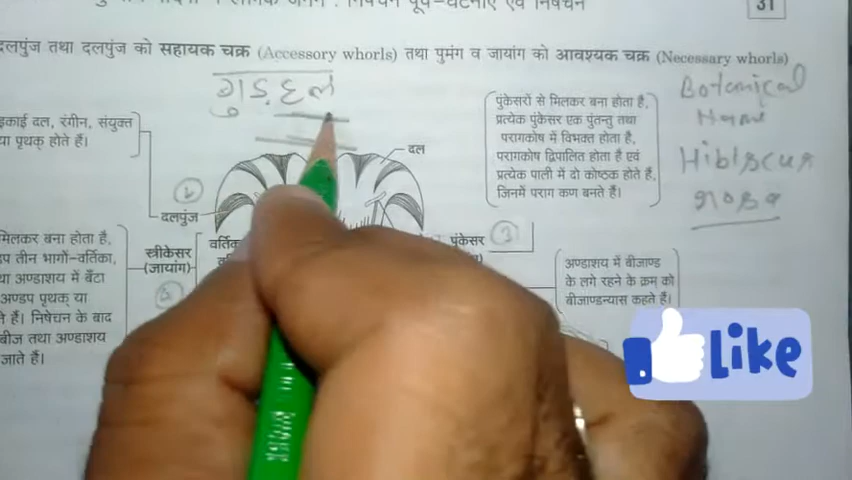 31
दलपुंज तथा दलपुंज को सहायक चक्र (Accessory whorls) तथा पुमंग व जायांग को आवश्यक चक्र (Necessary whorls)
गुड़हल
Botanical
Name
Hibiscus
rosa
इकाई दल, रंगीन, संयुक्त
या पृथक् होते हैं।
पुंकेसरों से मिलकर बना होता है,
प्रत्येक पुंकेसर एक पुंतन्तु तथा
परागकोष में विभक्त होता है,
परागकोष द्विपालित होता है एवं
प्रत्येक पाली में दो कोष्ठक होते हैं,
जिनमें पराग कण बनते हैं।
दल
2
दलपुंज
मिलकर बना होता है,
तीन भागों-वर्तिका,
था अण्डाशय में बँटा
अण्डप पृथक् या
हैं। निषेचन के बाद
बीज तथा अण्डाशय
जाते हैं।
स्त्रीकेसर
(जायांग)
पुंकेसर
3
अण्डाशय में बीजाण्ड
के लगे रहने के क्रम को
बीजाण्डन्यास कहते हैं।
Like